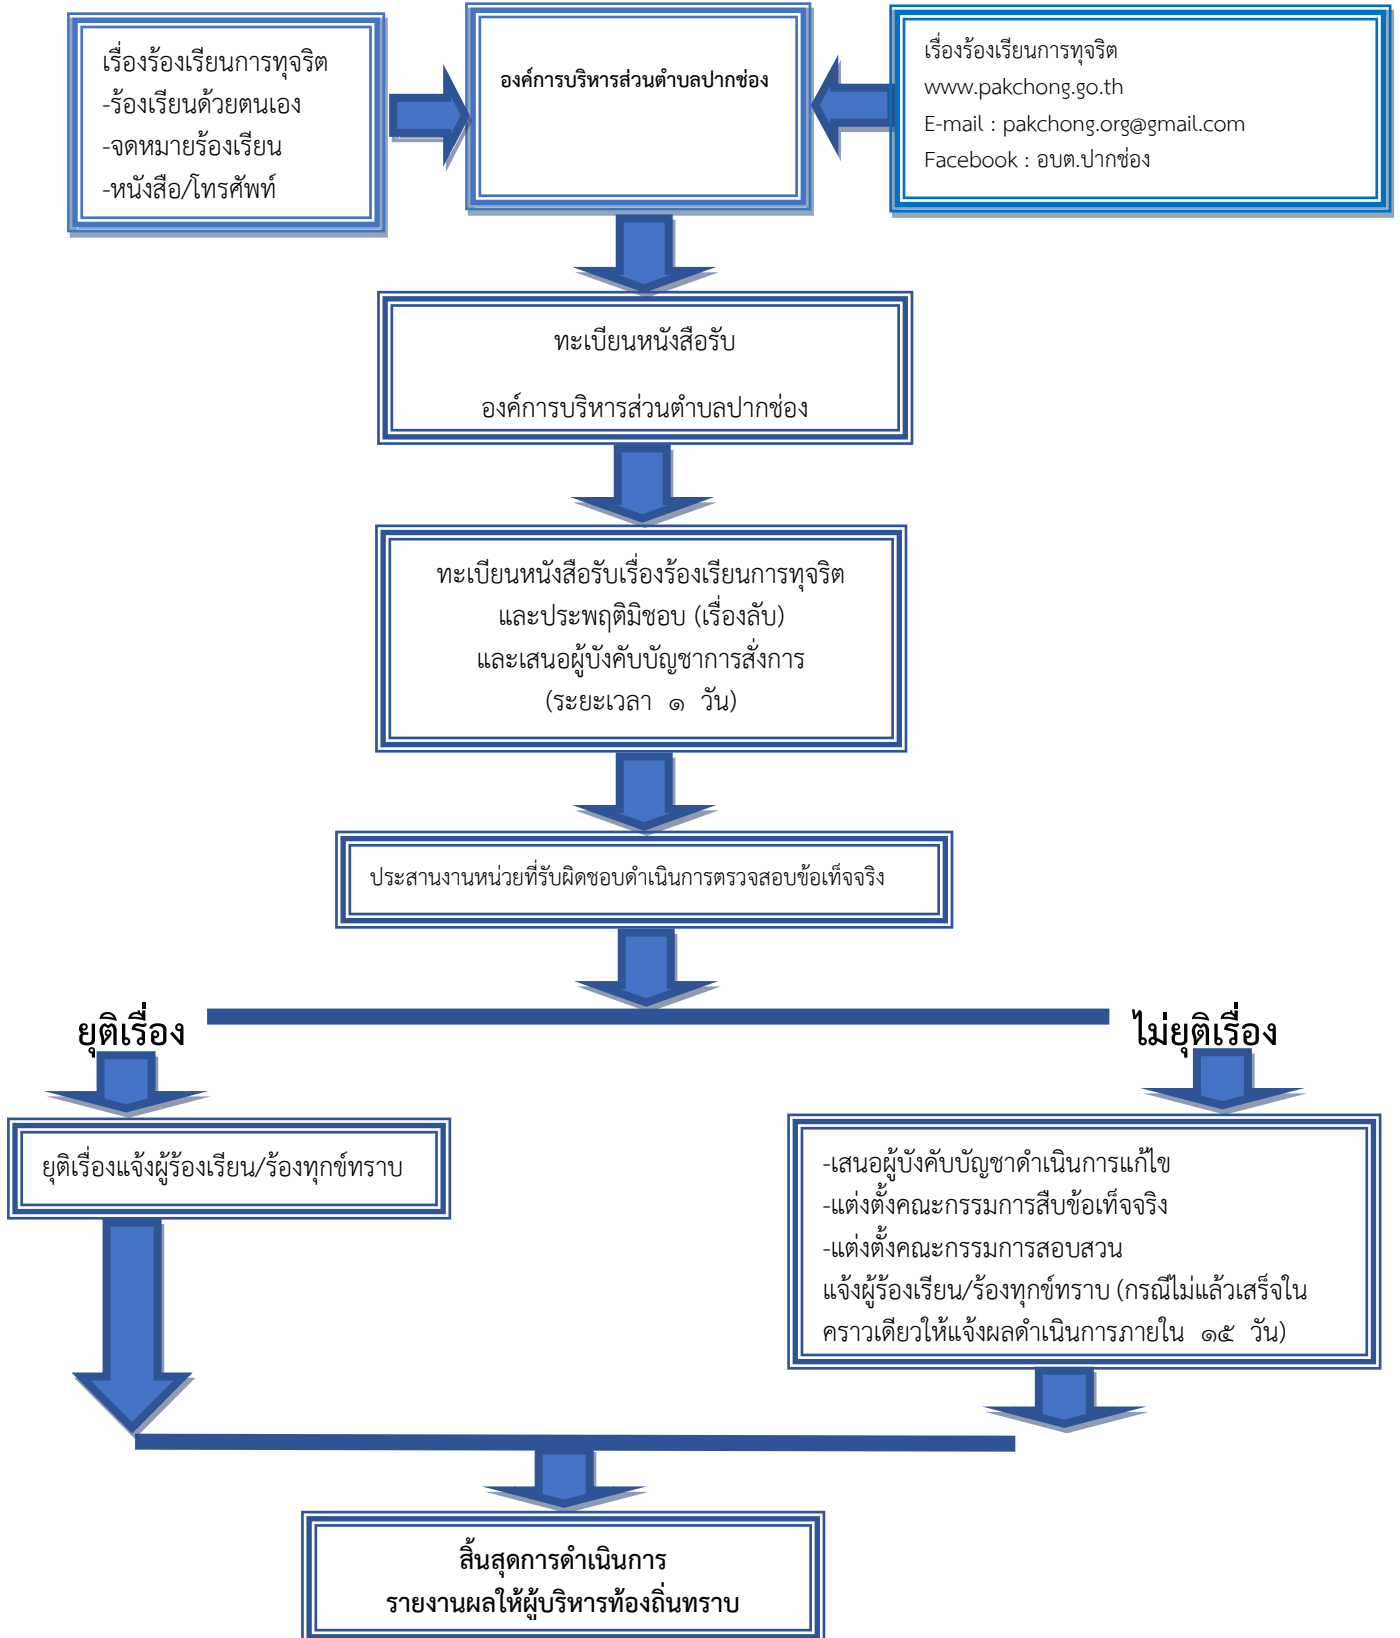 เรื่องร้องเรียนการทุจริต
-ร้องเรียนด้วยตนเอง
-จดหมายร้องเรียน
-หนังสือ/โทรศัพท์
องค์การบริหารส่วนตำบลปากช่อง
เรื่องร้องเรียนการทุจริต
www.pakchong.go.th
E-mail : pakchong.org@gmail.com
Facebook : อบต.ปากช่อง
ทะเบียนหนังสือรับ
องค์การบริหารส่วนตำบลปากช่อง
ทะเบียนหนังสือรับเรื่องร้องเรียนการทุจริต
และประพฤติมิชอบ (เรื่องลับ)
และเสนอผู้บังคับบัญชาการสั่งการ
(ระยะเวลา ๑ วัน)
ประสานงานหน่วยที่รับผิดชอบดำเนินการตรวจสอบข้อเท็จจริง
ยุติเรื่อง
ไม่ยุติเรื่อง
ยุติเรื่องแจ้งผู้ร้องเรียน/ร้องทุกข์ทราบ
-เสนอผู้บังคับบัญชาดำเนินการแก้ไข
-แต่งตั้งคณะกรรมการสืบข้อเท็จจริง
-แต่งตั้งคณะกรรมการสอบสวน
แจ้งผู้ร้องเรียน/ร้องทุกข์ทราบ (กรณีไม่แล้วเสร็จใน
คราวเดียวให้แจ้งผลดำเนินการภายใน ๑๕ วัน)
สิ้นสุดการดำเนินการ
รายงานผลให้ผู้บริหารท้องถิ่นทราบ